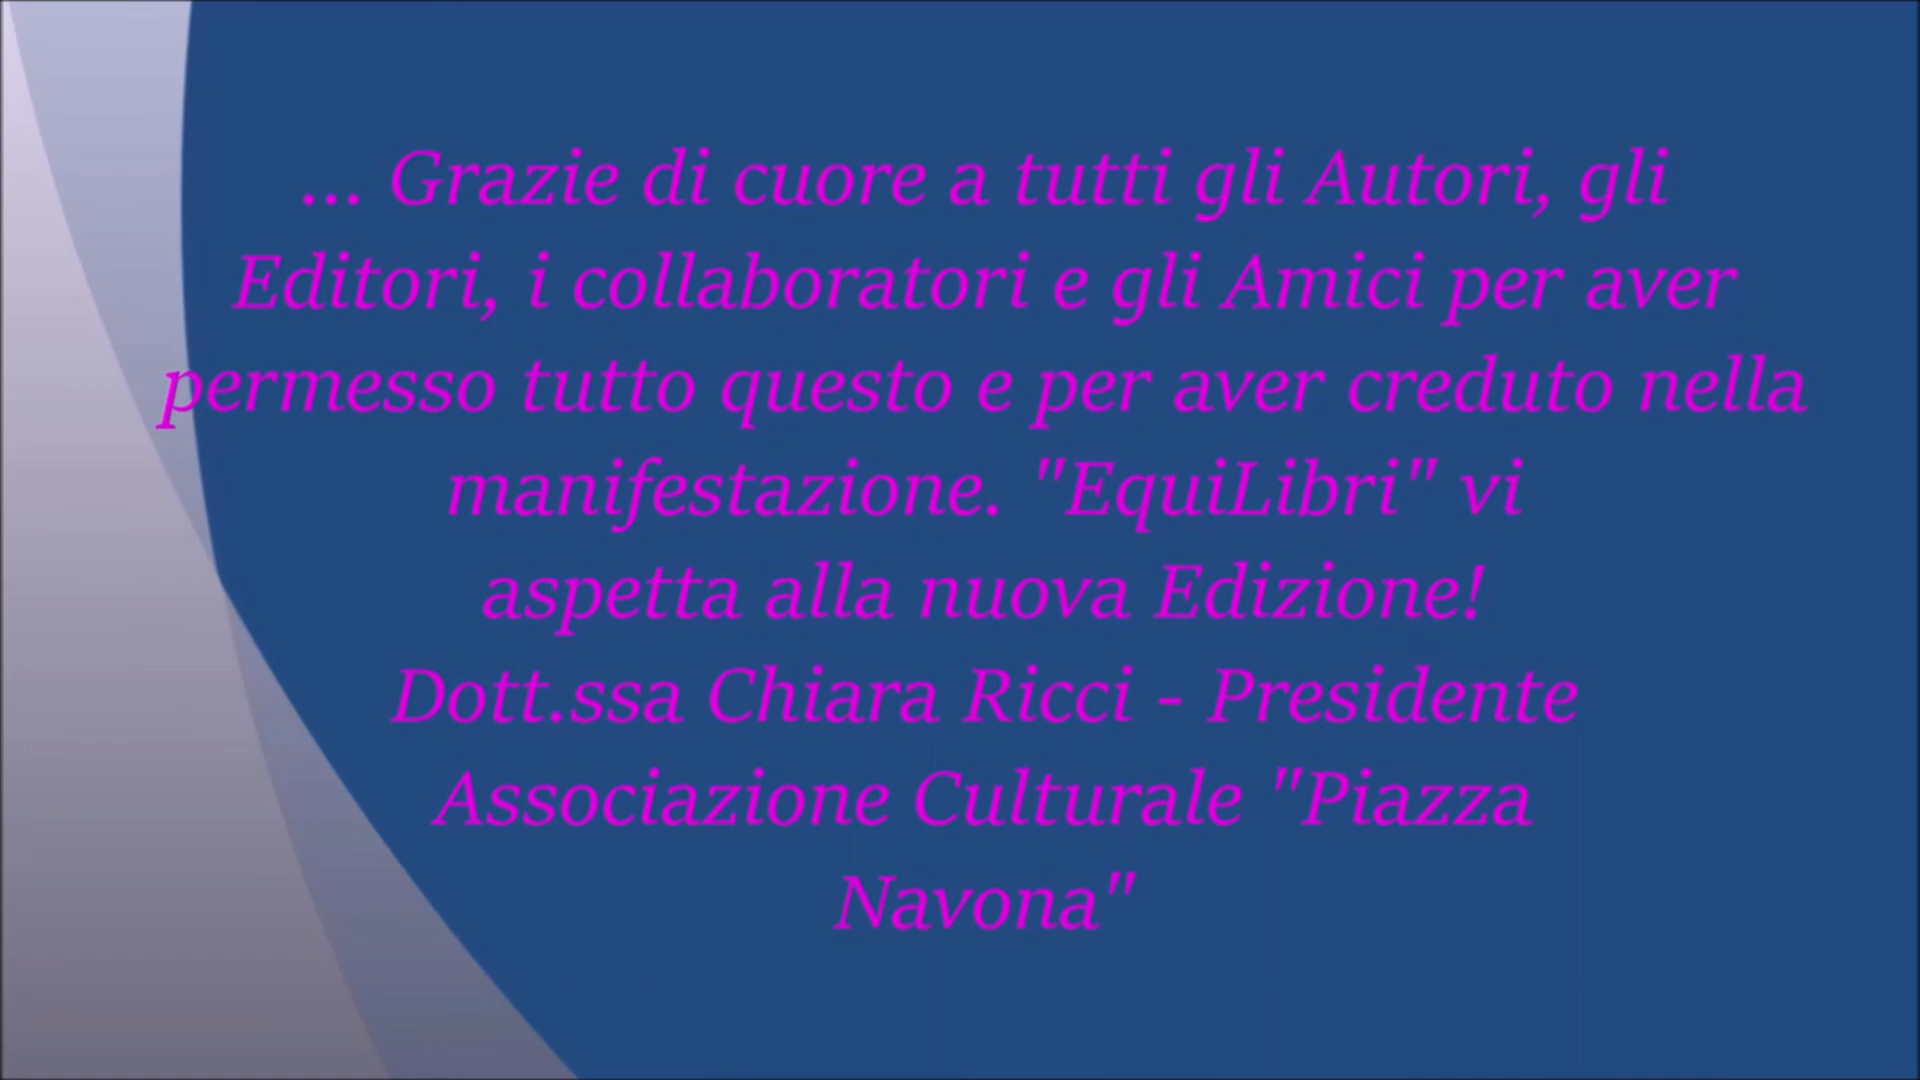 ... Grazie di cuore a tutti gli Autori, gli
Editori, i collaboratori e gli Amici per aver
permesso tutto questo e per aver creduto nella
manifestazione. "EquiLibri" vi
aspetta alla nuova Edizione!
Dott.ssa Chiara Ricci - Presidente
Associazione Culturale "Piazza
Navona"